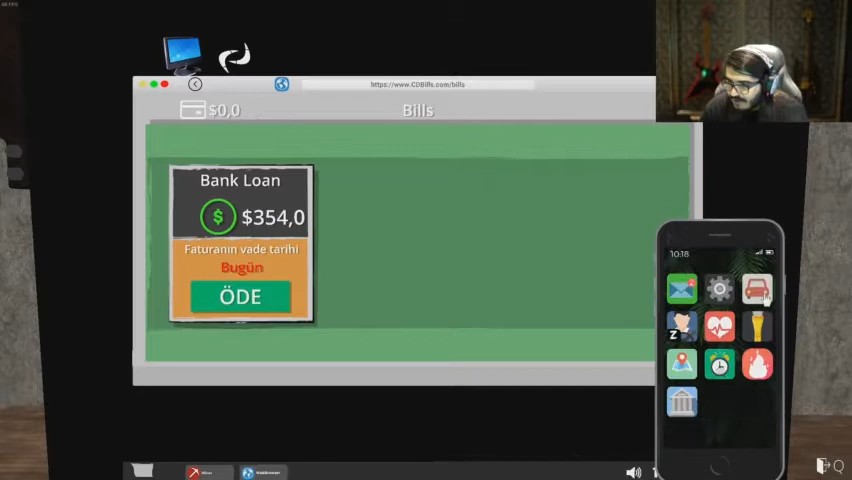 https://www.CDBills.com/bills
$0,0
Bills
Bank Loan
$
$354,0
Faturanın vade tarihi
Bugün
ÖDE
10:18
Z
WebBrowser
Q